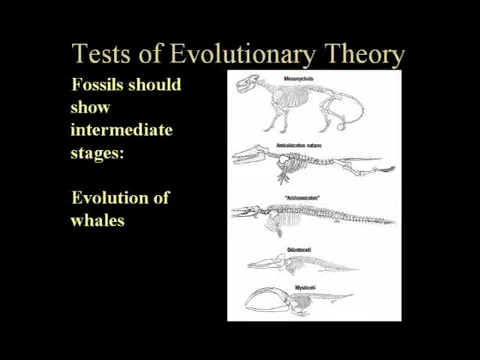 Tests of Evolutionary Theory
Fossils should
show
intermediate
stages:
Evolution of
whales
Mesonychids
Ambulocetus natans
"Archaeocetes"
Odontoceti
Mysticeti